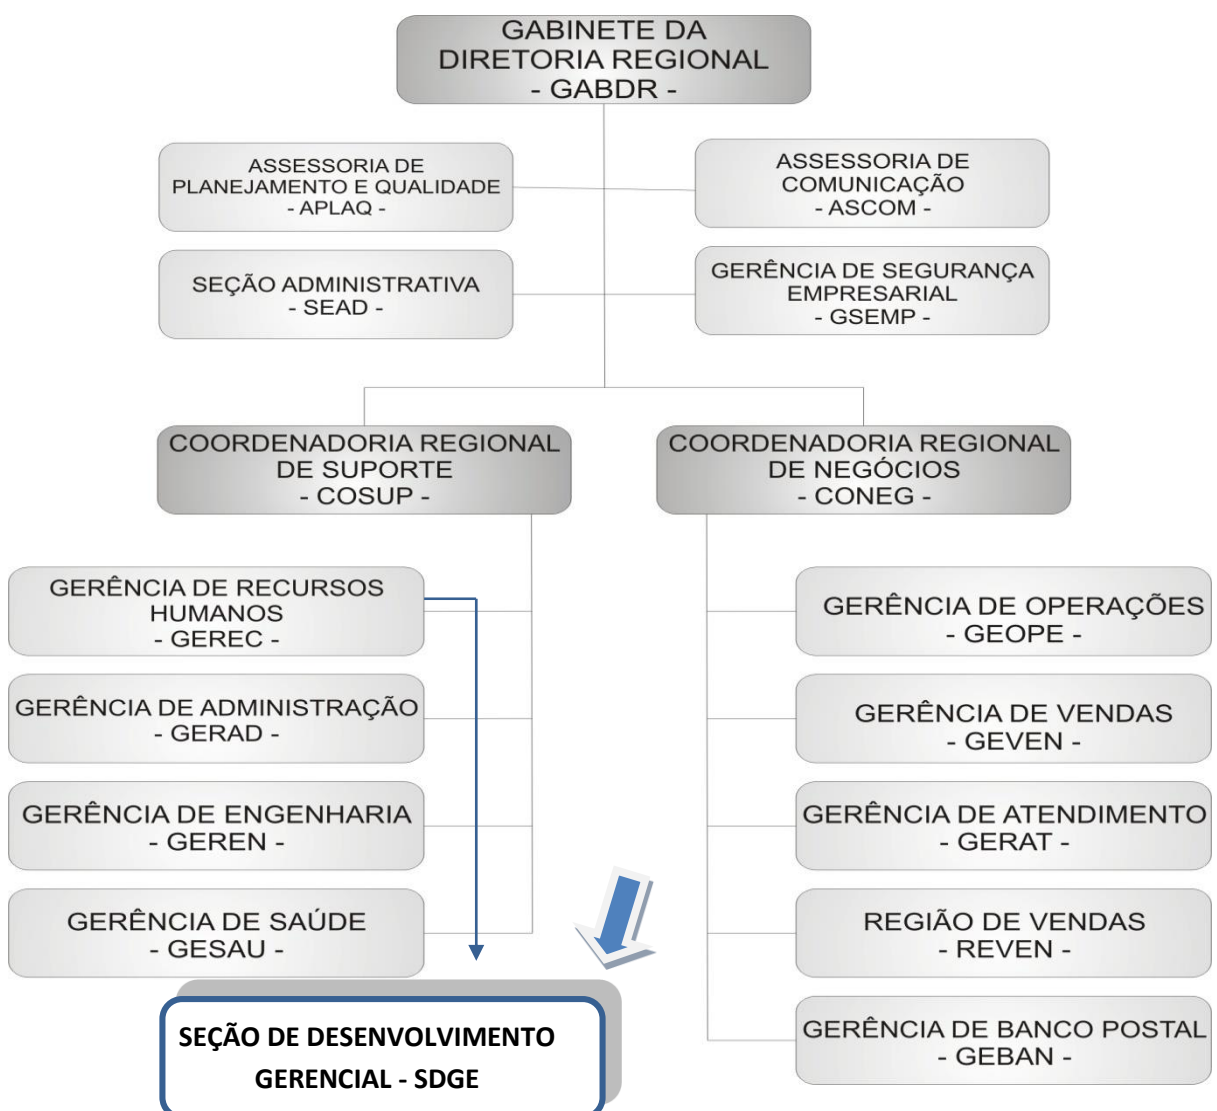 GABINETE DA
DIRETORIA REGIONAL
- GABDR -
ASSESSORIA DE
PLANEJAMENTO E QUALIDADE
- APLAQ -
ASSESSORIA DE
COMUNICAÇÃO
- ASCOM -
SEÇÃO ADMINISTRATIVA
- SEAD -
GERÊNCIA DE SEGURANÇA
EMPRESARIAL
- GSEMP -
COORDENADORIA REGIONAL
DE SUPORTE
- COSUP -
COORDENADORIA REGIONAL
DE NEGÓCIOS
- CONEG -
GERÊNCIA DE RECURSOS
HUMANOS
- GEREC -
GERÊNCIA DE ADMINISTRAÇÃO
- GERAD -
GERÊNCIA DE ENGENHARIA
- GEREN -
GERÊNCIA DE SAÚDE
- GESAU -
GERÊNCIA DE OPERAÇÕES
- GEOPE -
GERÊNCIA DE VENDAS
- GEVEN -
GERÊNCIA DE ATENDIMENTO
- GERAT -
REGIÃO DE VENDAS
- REVEN -
GERÊNCIA DE BANCO POSTAL
- GEBAN -
SEÇÃO DE DESENVOLVIMENTO
GERENCIAL - SDGE